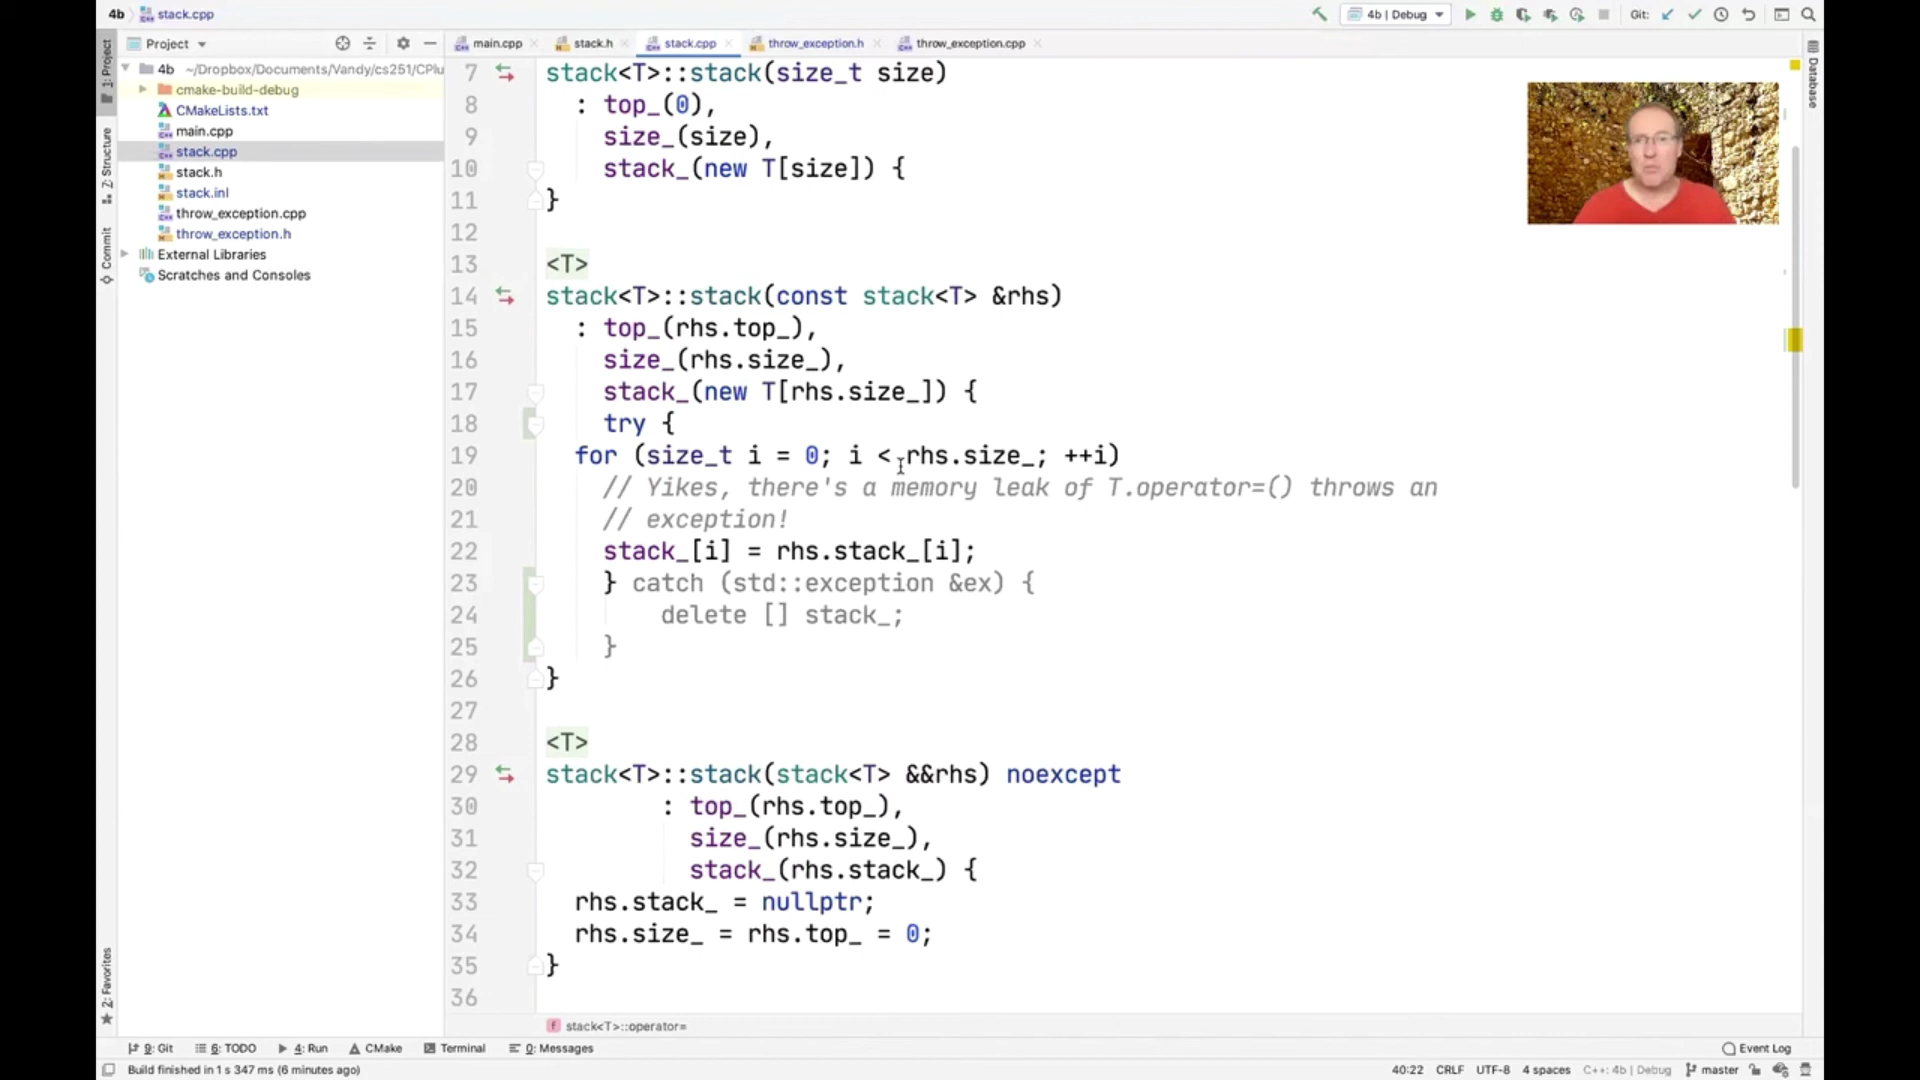 4b stack.cpp
4b | Debug
Git:
Project
main.cpp
stack.h
stack.cpp
throw_exception.h
throw_exception.cpp
1: Project
Z: Structure
Commit
2: Favorites
Database
4b ~/Dropbox/Documents/Vandy/cs251/CPlu
cmake-build-debug
CMakeLists.txt
main.cpp
stack.cpp
stack.h
stack.inl
throw_exception.cpp
throw_exception.h
External Libraries
Scratches and Consoles
7 stack<T>::stack(size_t size)
8 : top_(0),
9 size_(size),
10 stack_(new T[size]) {
11 }
12
13 <T>
14 stack<T>::stack(const stack<T> &rhs)
15 : top_(rhs.top_),
16 size_(rhs.size_),
17 stack_(new T[rhs.size_]) {
18 try {
19 for (size_t i = 0; i < rhs.size_; ++i)
20 // Yikes, there's a memory leak of T.operator=() throws an
21 // exception!
22 stack_[i] = rhs.stack_[i];
23 } catch (std::exception &ex) {
24 delete [] stack_;
25 }
26 }
27
28 <T>
29 stack<T>::stack(stack<T> &&rhs) noexcept
30 : top_(rhs.top_),
31 size_(rhs.size_),
32 stack_(rhs.stack_) {
33 rhs.stack_ = nullptr;
34 rhs.size_ = rhs.top_ = 0;
35 }
36
f stack<T>::operator=
9: Git
6: TODO
4: Run
CMake
Terminal
0: Messages
Event Log
Build finished in 1 s 347 ms (6 minutes ago)
40:22 CRLF UTF-8 4 spaces C++: 4b | Debug master